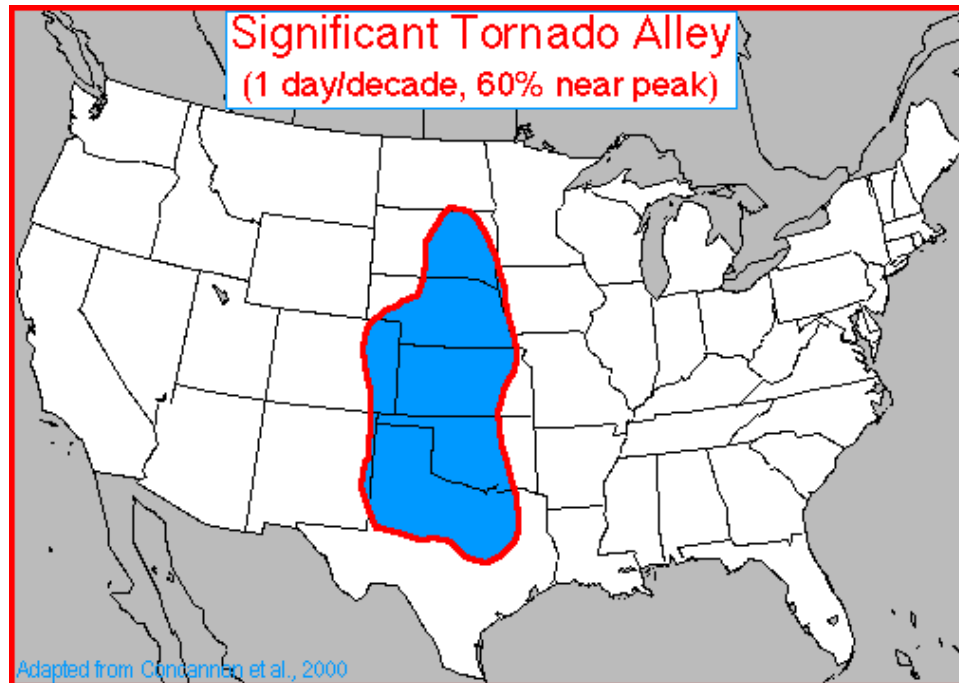 Significant Tornado Alley
(1 day/decade, 60% near peak)
Adapted from Concannon et al., 2000